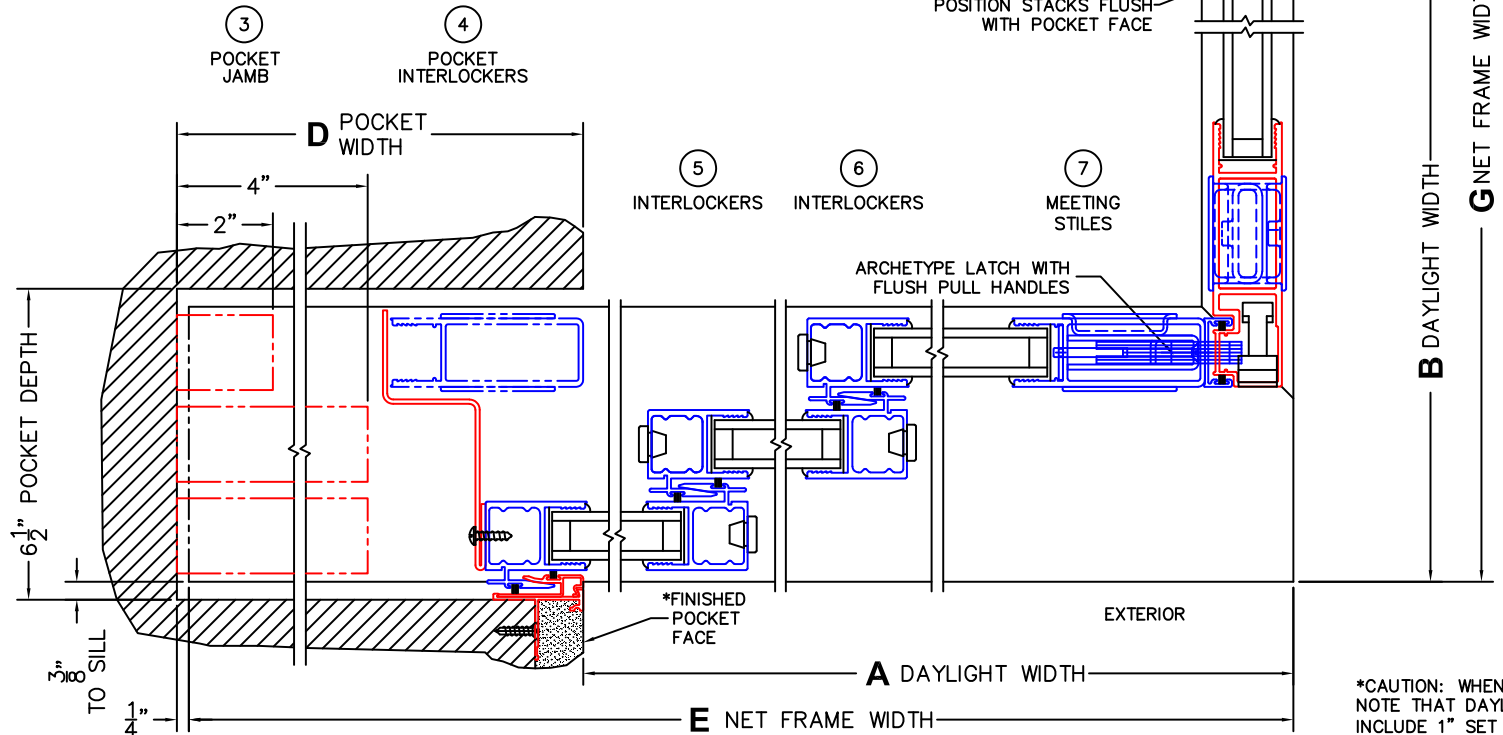 POSITION STACKS FLUSH
WITH POCKET FACE
3
POCKET
JAMB
4
POCKET
INTERLOCKERS
D POCKET
WIDTH
4"
2"
5
INTERLOCKERS
6
INTERLOCKERS
7
MEETING
STILES
ARCHETYPE LATCH WITH
FLUSH PULL HANDLES
B DAYLIGHT WIDTH
G NET FRAME WIDTH
6 1/2" POCKET DEPTH
3/8" TO SILL
1/4"
*FINISHED
POCKET
FACE
EXTERIOR
A DAYLIGHT WIDTH
E NET FRAME WIDTH
*CAUTION: WHEN
NOTE THAT DAYL
INCLUDE 1" SET